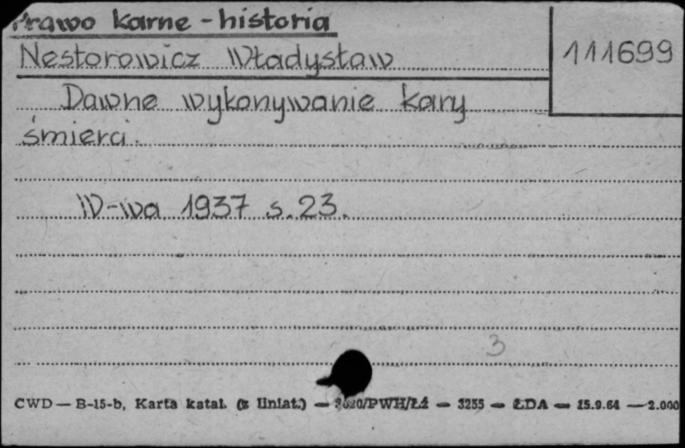 Prawo karne - historia
Nestorowicz Władysław
111699
Dawne wykonywanie kary
śmierci.
W-wa 1937 s. 23.
3
CWD — B-15-b, Karta katal. (z liniat.) — 3020/PWH/Ł2 — 3255 — ŁDA — 15.9.64 — 2.000